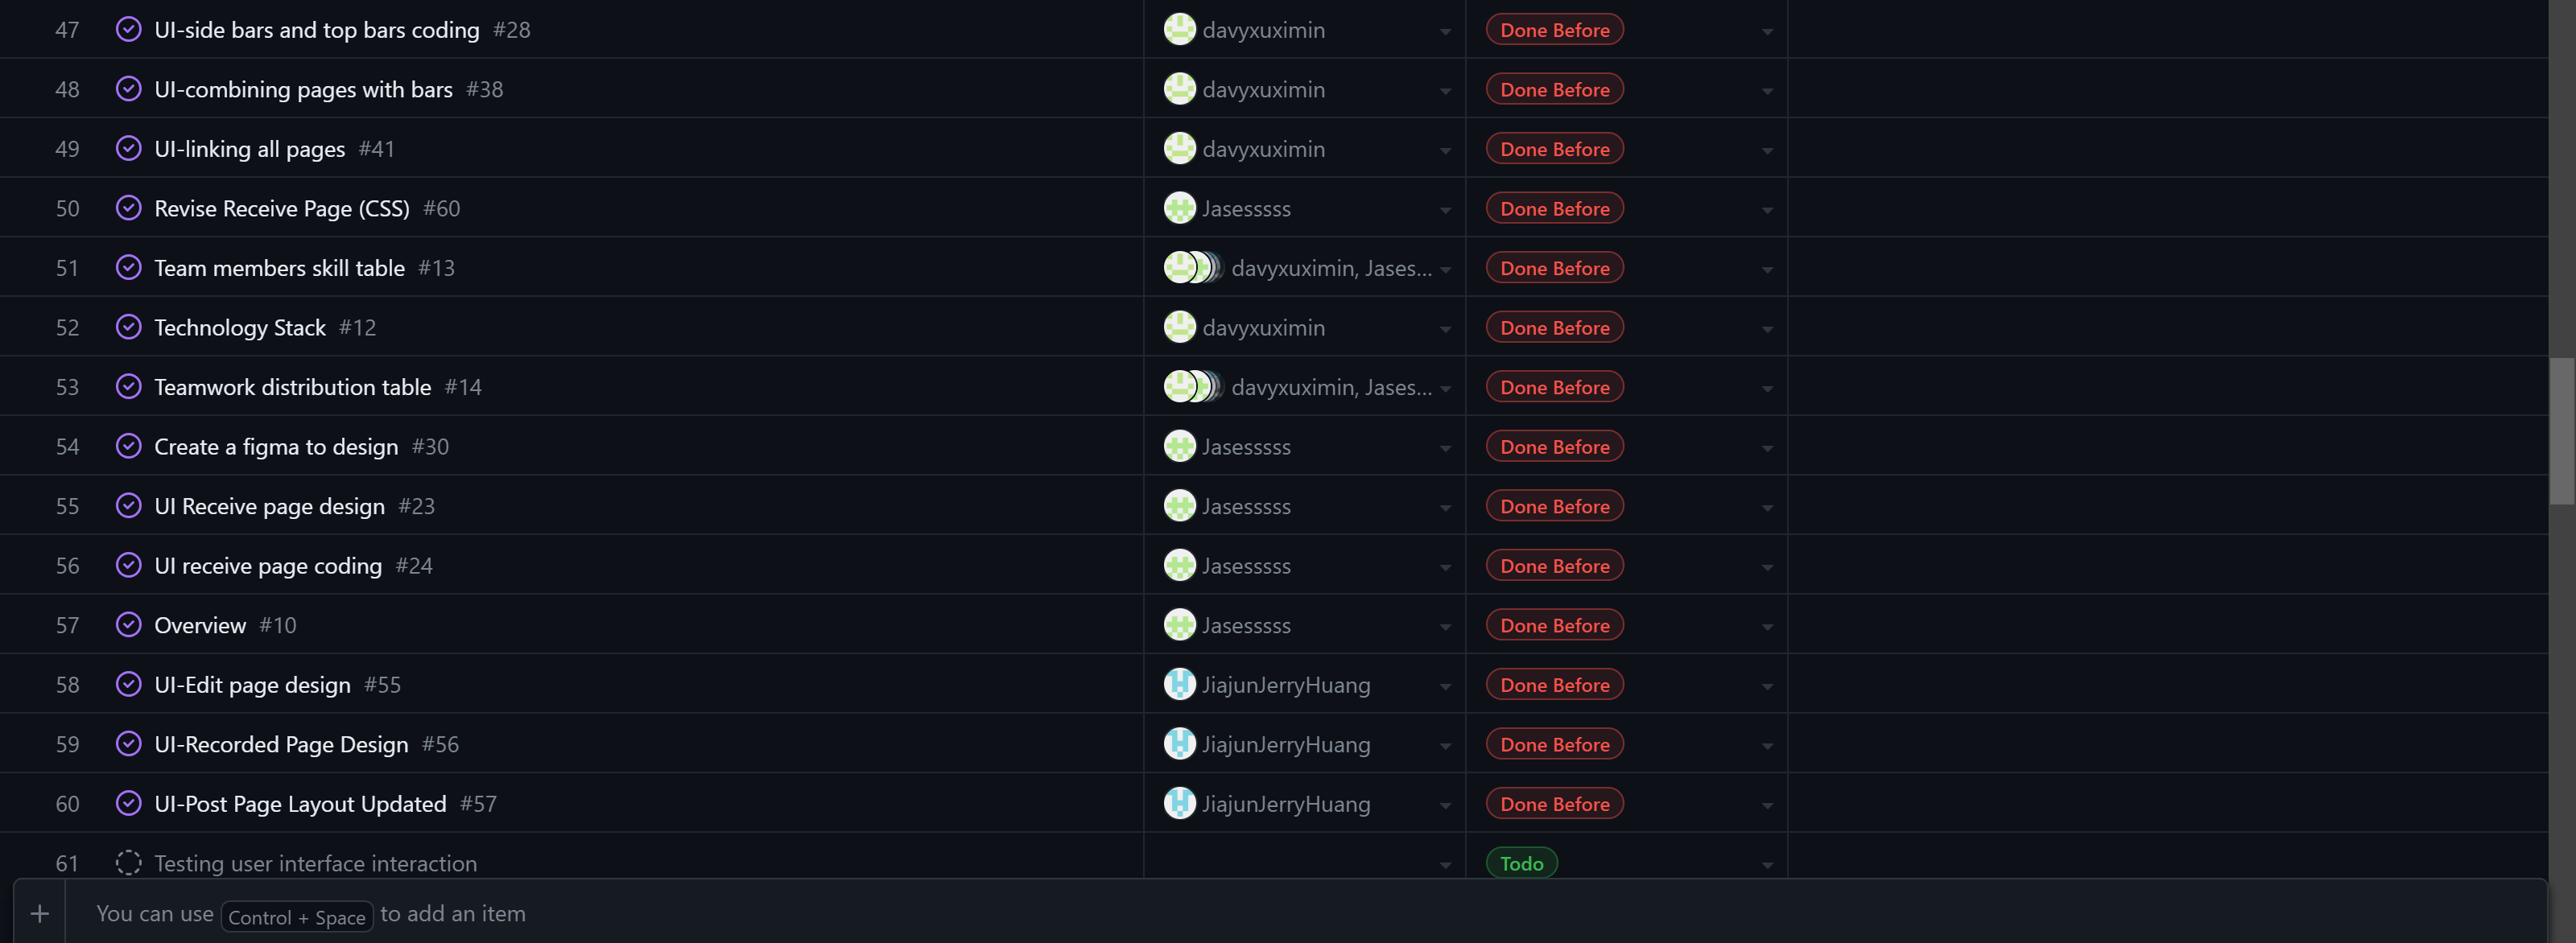 47 UI-side bars and top bars coding #28 davyxuximin Done Before
48 UI-combining pages with bars #38 davyxuximin Done Before
49 UI-linking all pages #41 davyxuximin Done Before
50 Revise Receive Page (CSS) #60 Jasesssss Done Before
51 Team members skill table #13 davyxuximin, Jases... Done Before
52 Technology Stack #12 davyxuximin Done Before
53 Teamwork distribution table #14 davyxuximin, Jases... Done Before
54 Create a figma to design #30 Jasesssss Done Before
55 UI Receive page design #23 Jasesssss Done Before
56 UI receive page coding #24 Jasesssss Done Before
57 Overview #10 Jasesssss Done Before
58 UI-Edit page design #55 JiajunJerryHuang Done Before
59 UI-Recorded Page Design #56 JiajunJerryHuang Done Before
60 UI-Post Page Layout Updated #57 JiajunJerryHuang Done Before
61 Testing user interface interaction Todo
You can use Control + Space to add an item